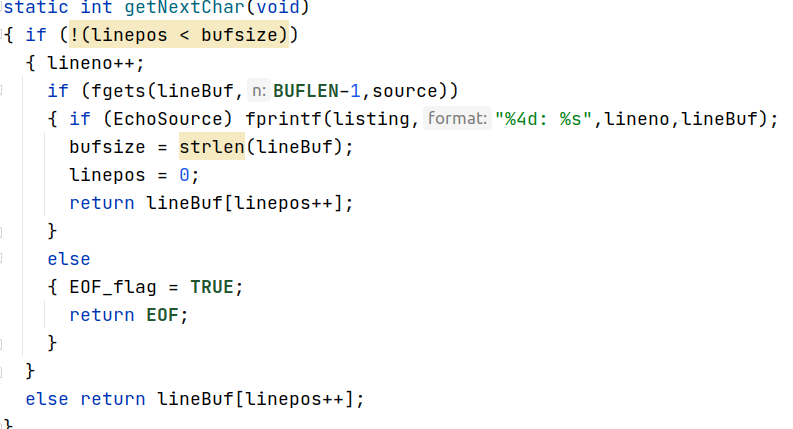 static int getNextChar(void)
{ if (!(linepos < bufsize))
{ lineno++;
if (fgets(lineBuf, n: BUFLEN-1,source))
{ if (EchoSource) fprintf(listing, format: "%4d: %s",lineno,lineBuf);
bufsize = strlen(lineBuf);
linepos = 0;
return lineBuf[linepos++];
}
else
{ EOF_flag = TRUE;
return EOF;
}
}
else return lineBuf[linepos++];
}